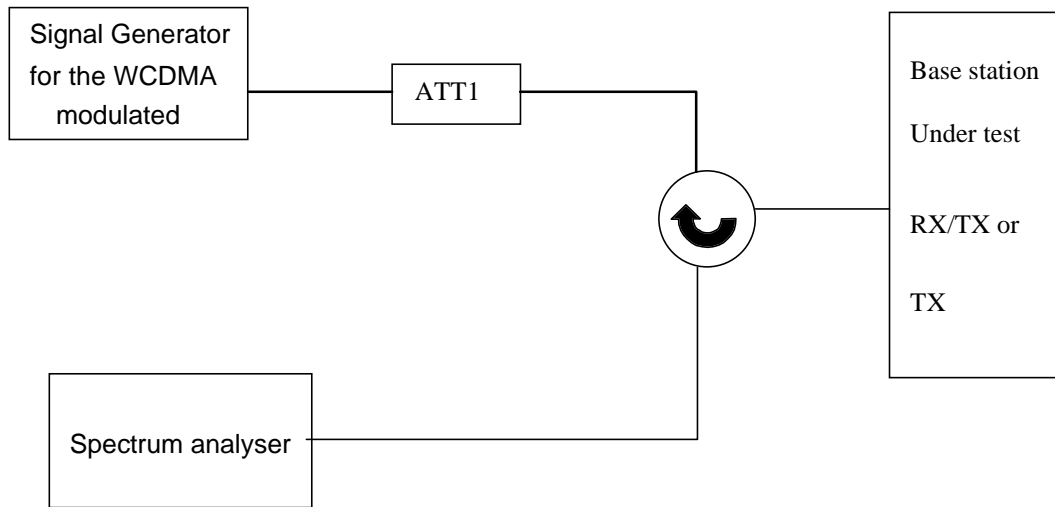 Signal Generator
for the WCDMA
modulated
ATT1
Base station
Under test
RX/TX or
TX
Spectrum analyser